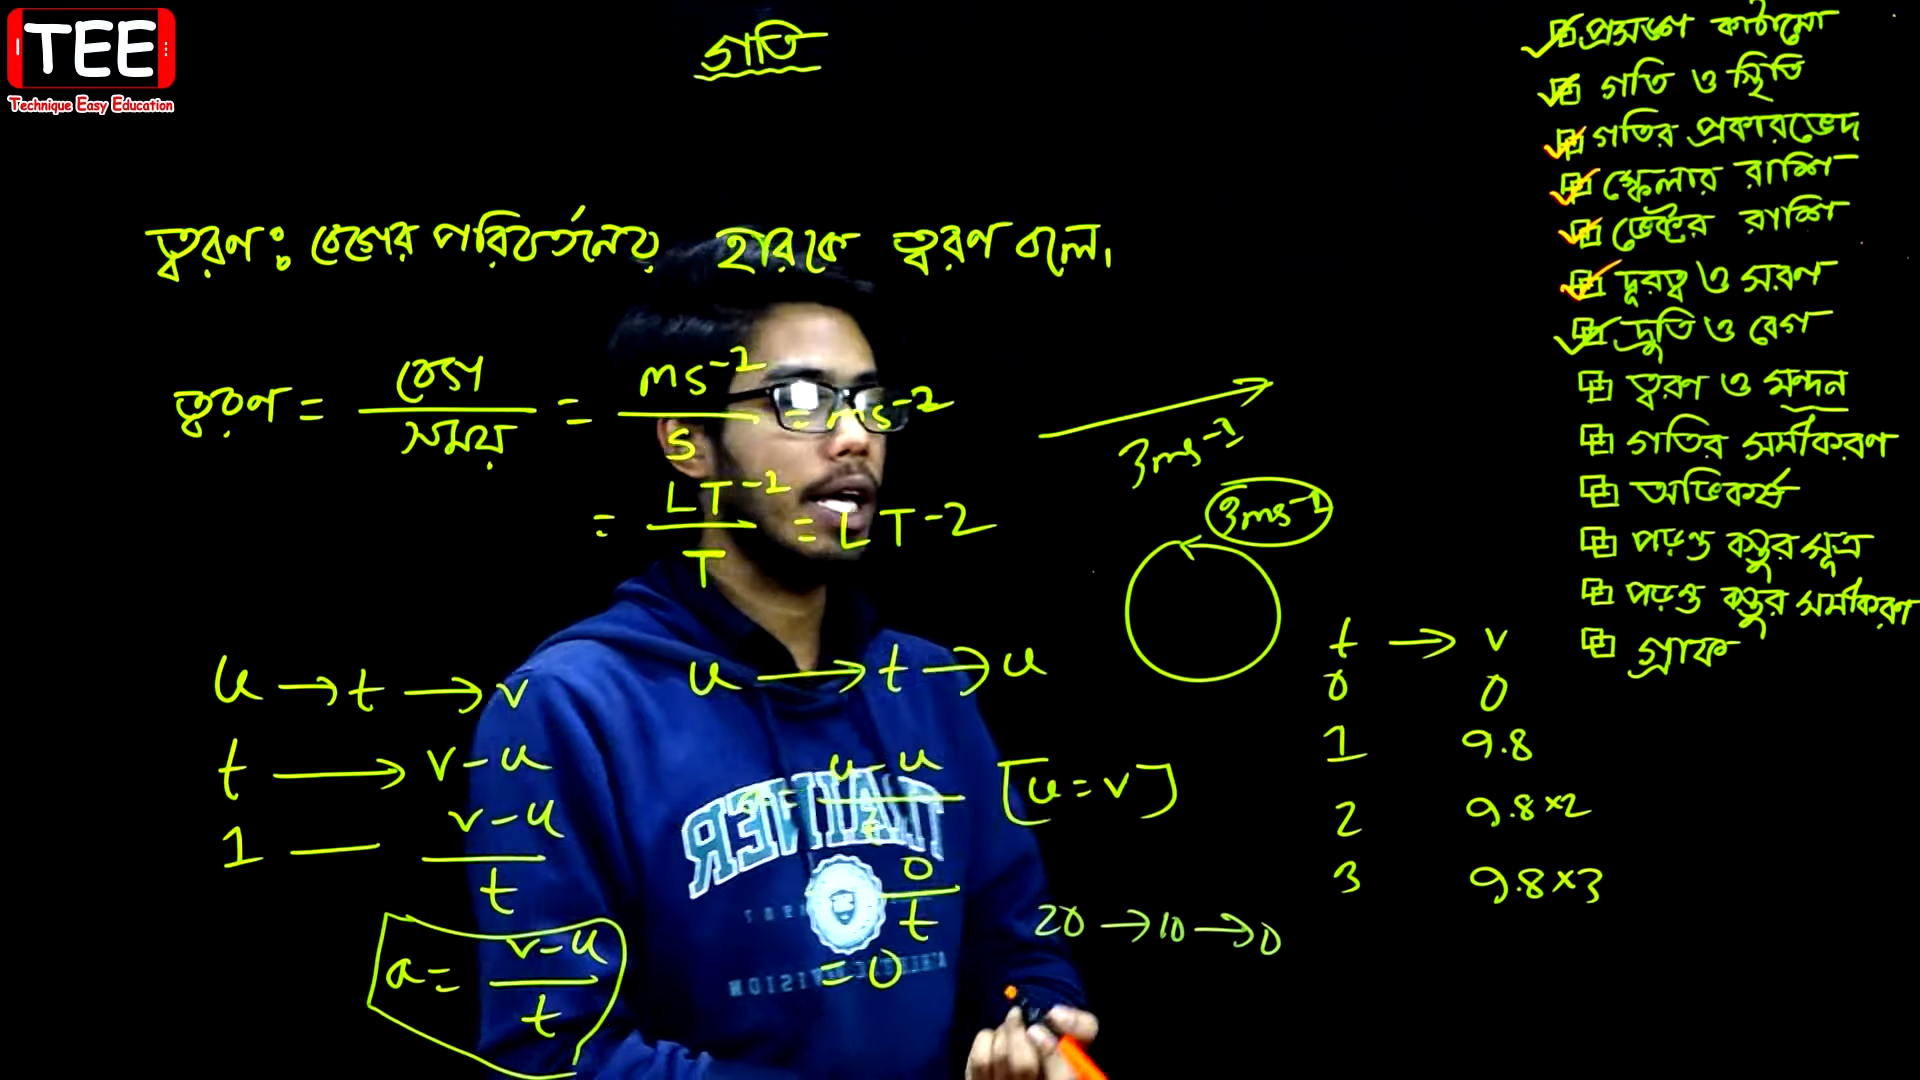 TEE
Technique Easy Education
গতি
ত্বরণ : বেগের পরিবর্তনের হারকে ত্বরণ বলে।
ত্বরণ = বেগ / সময় = ms⁻² / s = ms⁻²
= LT⁻² / T = LT-2
u → t → v
t → v-u
1 — v-u / t
a = v-u / t
u → t → u
u-u / t [u=v]
0 / t
= 0
3ms⁻¹
3ms⁻¹
20 → 10 → 0
t → v
0 0
1 9.8
2 9.8×2
3 9.8×3
প্রসঙ্গ কাঠামো
গতি ও স্থিতি
গতির প্রকারভেদ
স্কেলার রাশি
ভেক্টর রাশি
দূরত্ব ও সরণ
দ্রুতি ও বেগ
ত্বরণ ও মন্দন
গতির সমীকরণ
অভিকর্ষ
পড়ন্ত বস্তুর সূত্র
পড়ন্ত বস্তুর সমীকরণ
গ্রাফ